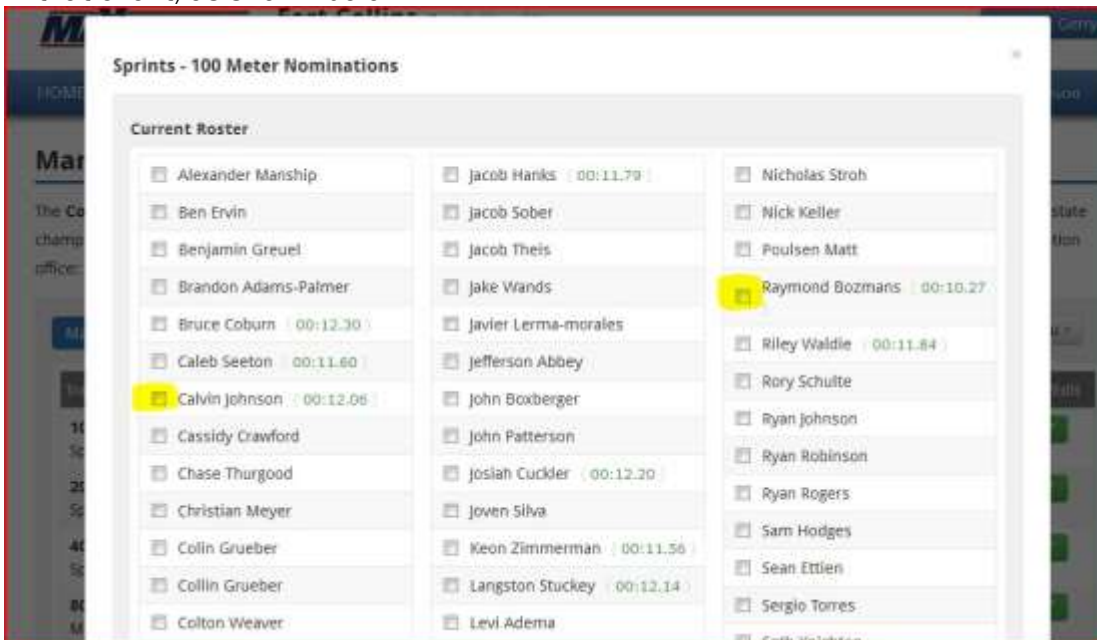 Fort Collins
Gerry
HOME
Sprints - 100 Meter Nominations
×
Current Roster
Alexander Manship
Ben Ervin
Benjamin Greuel
Brandon Adams-Palmer
Bruce Coburn ( 00:12.30 )
Caleb Seeton ( 00:11.60 )
Calvin Johnson ( 00:12.06 )
Cassidy Crawford
Chase Thurgood
Christian Meyer
Colin Grueber
Collin Grueber
Colton Weaver
Jacob Hanks ( 00:11.79 )
Jacob Sober
Jacob Theis
Jake Wands
Javier Lerma-morales
Jefferson Abbey
John Boxberger
John Patterson
Josiah Cuckler ( 00:12.20 )
Joven Silva
Keon Zimmerman ( 00:11.56 )
Langston Stuckey ( 00:12.14 )
Levi Adema
Nicholas Stroh
Nick Keller
Poulsen Matt
Raymond Bozmans ( 00:10.27
Riley Waldie ( 00:11.84 )
Rory Schulte
Ryan Johnson
Ryan Robinson
Ryan Rogers
Sam Hodges
Sean Ettien
Sergio Torres
Mar
The Co
state
champ
tion
office: